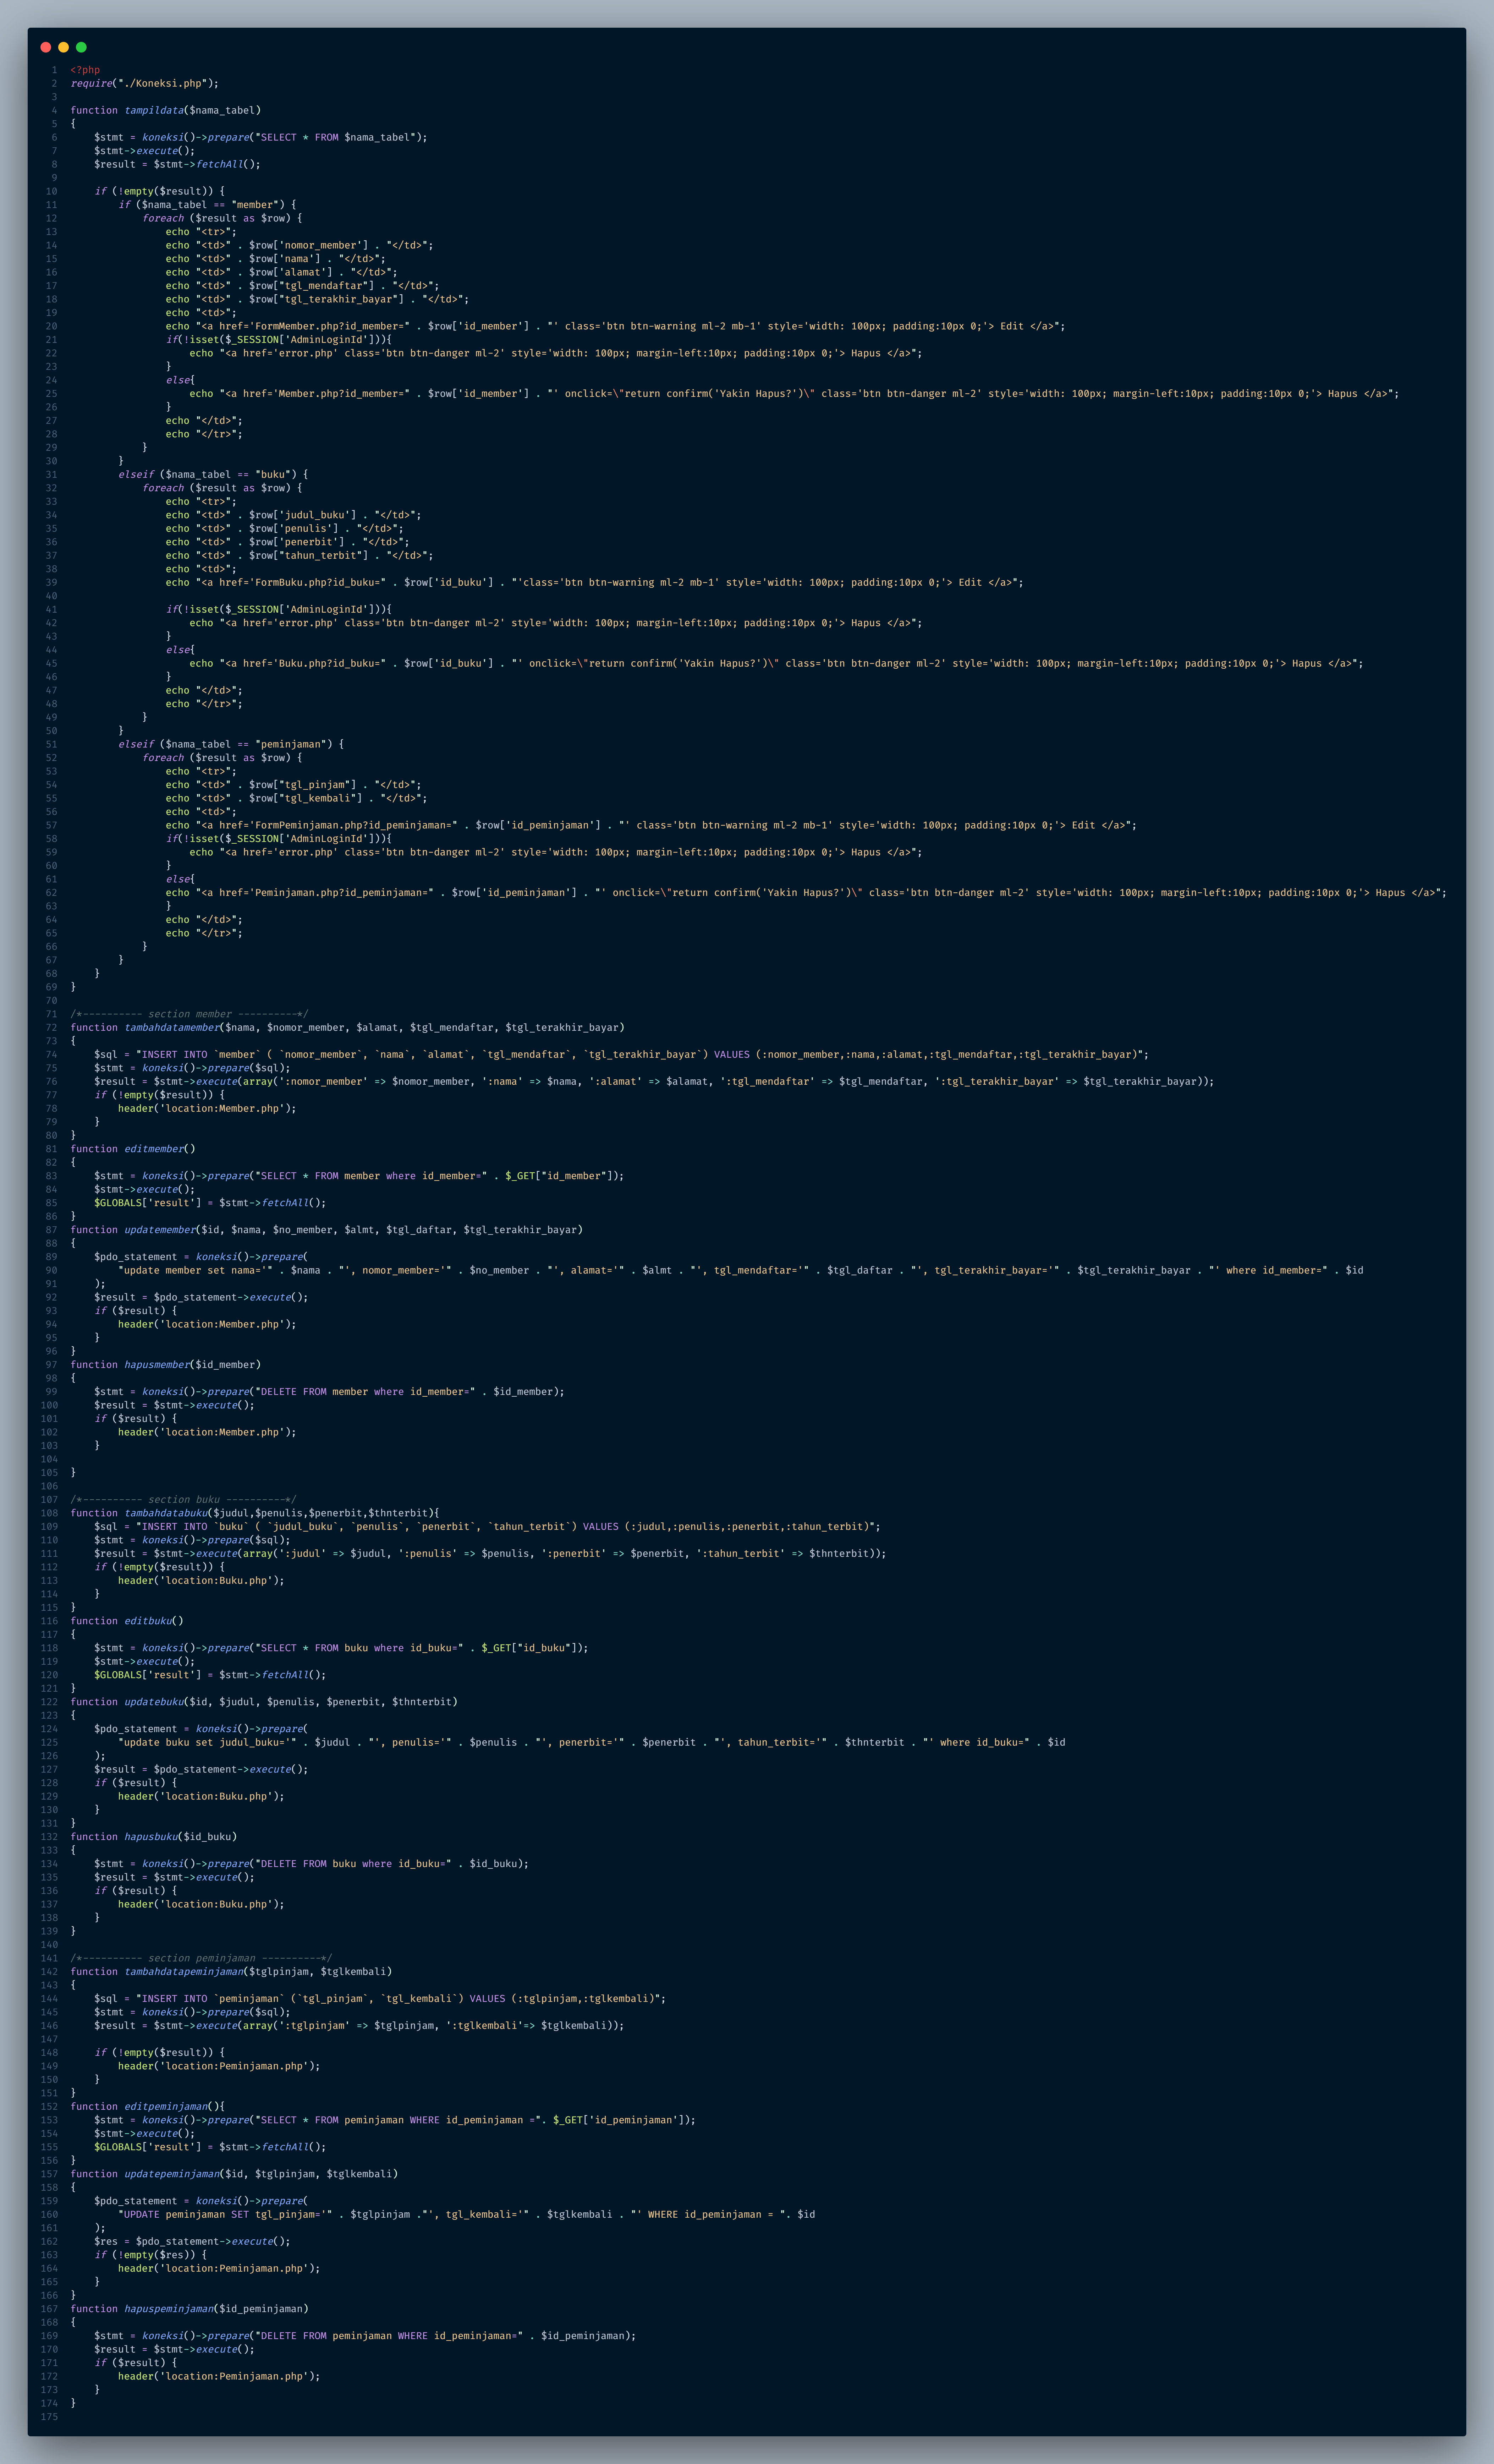 1 <?php
2 require("./Koneksi.php");
3
4 function tampildata($nama_tabel)
5 {
6     $stmt = koneksi()->prepare("SELECT * FROM $nama_tabel");
7     $stmt->execute();
8     $result = $stmt->fetchAll();
9
10     if (!empty($result)) {
11         if ($nama_tabel == "member") {
12             foreach ($result as $row) {
13                 echo "<tr>";
14                 echo "<td>" . $row['nomor_member'] . "</td>";
15                 echo "<td>" . $row['nama'] . "</td>";
16                 echo "<td>" . $row['alamat'] . "</td>";
17                 echo "<td>" . $row["tgl_mendaftar"] . "</td>";
18                 echo "<td>" . $row["tgl_terakhir_bayar"] . "</td>";
19                 echo "<td>";
20                 echo "<a href='FormMember.php?id_member=" . $row['id_member'] . "' class='btn btn-warning ml-2 mb-1' style='width: 100px; padding:10px 0;'> Edit </a>";
21                 if(!isset($_SESSION['AdminLoginId'])){
22                     echo "<a href='error.php' class='btn btn-danger ml-2' style='width: 100px; margin-left:10px; padding:10px 0;'> Hapus </a>";
23                 }
24                 else{
25                     echo "<a href='Member.php?id_member=" . $row['id_member'] . "' onclick=\"return confirm('Yakin Hapus?')\" class='btn btn-danger ml-2' style='width: 100px; margin-left:10px; padding:10px 0;'> Hapus </a>";
26                 }
27                 echo "</td>";
28                 echo "</tr>";
29             }
30         }
31         elseif ($nama_tabel == "buku") {
32             foreach ($result as $row) {
33                 echo "<tr>";
34                 echo "<td>" . $row['judul_buku'] . "</td>";
35                 echo "<td>" . $row['penulis'] . "</td>";
36                 echo "<td>" . $row['penerbit'] . "</td>";
37                 echo "<td>" . $row["tahun_terbit"] . "</td>";
38                 echo "<td>";
39                 echo "<a href='FormBuku.php?id_buku=" . $row['id_buku'] . "'class='btn btn-warning ml-2 mb-1' style='width: 100px; padding:10px 0;'> Edit </a>";
40
41                 if(!isset($_SESSION['AdminLoginId'])){
42                     echo "<a href='error.php' class='btn btn-danger ml-2' style='width: 100px; margin-left:10px; padding:10px 0;'> Hapus </a>";
43                 }
44                 else{
45                     echo "<a href='Buku.php?id_buku=" . $row['id_buku'] . "' onclick=\"return confirm('Yakin Hapus?')\" class='btn btn-danger ml-2' style='width: 100px; margin-left:10px; padding:10px 0;'> Hapus </a>";
46                 }
47                 echo "</td>";
48                 echo "</tr>";
49             }
50         }
51         elseif ($nama_tabel == "peminjaman") {
52             foreach ($result as $row) {
53                 echo "<tr>";
54                 echo "<td>" . $row["tgl_pinjam"] . "</td>";
55                 echo "<td>" . $row["tgl_kembali"] . "</td>";
56                 echo "<td>";
57                 echo "<a href='FormPeminjaman.php?id_peminjaman=" . $row['id_peminjaman'] . "' class='btn btn-warning ml-2 mb-1' style='width: 100px; padding:10px 0;'> Edit </a>";
58                 if(!isset($_SESSION['AdminLoginId'])){
59                     echo "<a href='error.php' class='btn btn-danger ml-2' style='width: 100px; margin-left:10px; padding:10px 0;'> Hapus </a>";
60                 }
61                 else{
62                 echo "<a href='Peminjaman.php?id_peminjaman=" . $row['id_peminjaman'] . "' onclick=\"return confirm('Yakin Hapus?')\" class='btn btn-danger ml-2' style='width: 100px; margin-left:10px; padding:10px 0;'> Hapus </a>";
63                 }
64                 echo "</td>";
65                 echo "</tr>";
66             }
67         }
68     }
69 }
70
71 /*---------- section member ----------*/
72 function tambahdatamember($nama, $nomor_member, $alamat, $tgl_mendaftar, $tgl_terakhir_bayar)
73 {
74     $sql = "INSERT INTO `member` ( `nomor_member`, `nama`, `alamat`, `tgl_mendaftar`, `tgl_terakhir_bayar`) VALUES (:nomor_member,:nama,:alamat,:tgl_mendaftar,:tgl_terakhir_bayar)";
75     $stmt = koneksi()->prepare($sql);
76     $result = $stmt->execute(array(':nomor_member' => $nomor_member, ':nama' => $nama, ':alamat' => $alamat, ':tgl_mendaftar' => $tgl_mendaftar, ':tgl_terakhir_bayar' => $tgl_terakhir_bayar));
77     if (!empty($result)) {
78         header('location:Member.php');
79     }
80 }
81 function editmember()
82 {
83     $stmt = koneksi()->prepare("SELECT * FROM member where id_member=" . $_GET["id_member"]);
84     $stmt->execute();
85     $GLOBALS['result'] = $stmt->fetchAll();
86 }
87 function updatemember($id, $nama, $no_member, $almt, $tgl_daftar, $tgl_terakhir_bayar)
88 {
89     $pdo_statement = koneksi()->prepare(
90         "update member set nama='" . $nama . "', nomor_member='" . $no_member . "', alamat='" . $almt . "', tgl_mendaftar='" . $tgl_daftar . "', tgl_terakhir_bayar='" . $tgl_terakhir_bayar . "' where id_member=" . $id
91     );
92     $result = $pdo_statement->execute();
93     if ($result) {
94         header('location:Member.php');
95     }
96 }
97 function hapusmember($id_member)
98 {
99     $stmt = koneksi()->prepare("DELETE FROM member where id_member=" . $id_member);
100     $result = $stmt->execute();
101     if ($result) {
102         header('location:Member.php');
103     }
104
105 }
106
107 /*---------- section buku ----------*/
108 function tambahdatabuku($judul,$penulis,$penerbit,$thnterbit){
109     $sql = "INSERT INTO `buku` ( `judul_buku`, `penulis`, `penerbit`, `tahun_terbit`) VALUES (:judul,:penulis,:penerbit,:tahun_terbit)";
110     $stmt = koneksi()->prepare($sql);
111     $result = $stmt->execute(array(':judul' => $judul, ':penulis' => $penulis, ':penerbit' => $penerbit, ':tahun_terbit' => $thnterbit));
112     if (!empty($result)) {
113         header('location:Buku.php');
114     }
115 }
116 function editbuku()
117 {
118     $stmt = koneksi()->prepare("SELECT * FROM buku where id_buku=" . $_GET["id_buku"]);
119     $stmt->execute();
120     $GLOBALS['result'] = $stmt->fetchAll();
121 }
122 function updatebuku($id, $judul, $penulis, $penerbit, $thnterbit)
123 {
124     $pdo_statement = koneksi()->prepare(
125         "update buku set judul_buku='" . $judul . "', penulis='" . $penulis . "', penerbit='" . $penerbit . "', tahun_terbit='" . $thnterbit . "' where id_buku=" . $id
126     );
127     $result = $pdo_statement->execute();
128     if ($result) {
129         header('location:Buku.php');
130     }
131 }
132 function hapusbuku($id_buku)
133 {
134     $stmt = koneksi()->prepare("DELETE FROM buku where id_buku=" . $id_buku);
135     $result = $stmt->execute();
136     if ($result) {
137         header('location:Buku.php');
138     }
139 }
140
141 /*---------- section peminjaman ----------*/
142 function tambahdatapeminjaman($tglpinjam, $tglkembali)
143 {
144     $sql = "INSERT INTO `peminjaman` (`tgl_pinjam`, `tgl_kembali`) VALUES (:tglpinjam,:tglkembali)";
145     $stmt = koneksi()->prepare($sql);
146     $result = $stmt->execute(array(':tglpinjam' => $tglpinjam, ':tglkembali'=> $tglkembali));
147
148     if (!empty($result)) {
149         header('location:Peminjaman.php');
150     }
151 }
152 function editpeminjaman(){
153     $stmt = koneksi()->prepare("SELECT * FROM peminjaman WHERE id_peminjaman =". $_GET['id_peminjaman']);
154     $stmt->execute();
155     $GLOBALS['result'] = $stmt->fetchAll();
156 }
157 function updatepeminjaman($id, $tglpinjam, $tglkembali)
158 {
159     $pdo_statement = koneksi()->prepare(
160         "UPDATE peminjaman SET tgl_pinjam='" . $tglpinjam ."', tgl_kembali='" . $tglkembali . "' WHERE id_peminjaman = ". $id
161     );
162     $res = $pdo_statement->execute();
163     if (!empty($res)) {
164         header('location:Peminjaman.php');
165     }
166 }
167 function hapuspeminjaman($id_peminjaman)
168 {
169     $stmt = koneksi()->prepare("DELETE FROM peminjaman WHERE id_peminjaman=" . $id_peminjaman);
170     $result = $stmt->execute();
171     if ($result) {
172         header('location:Peminjaman.php');
173     }
174 }
175